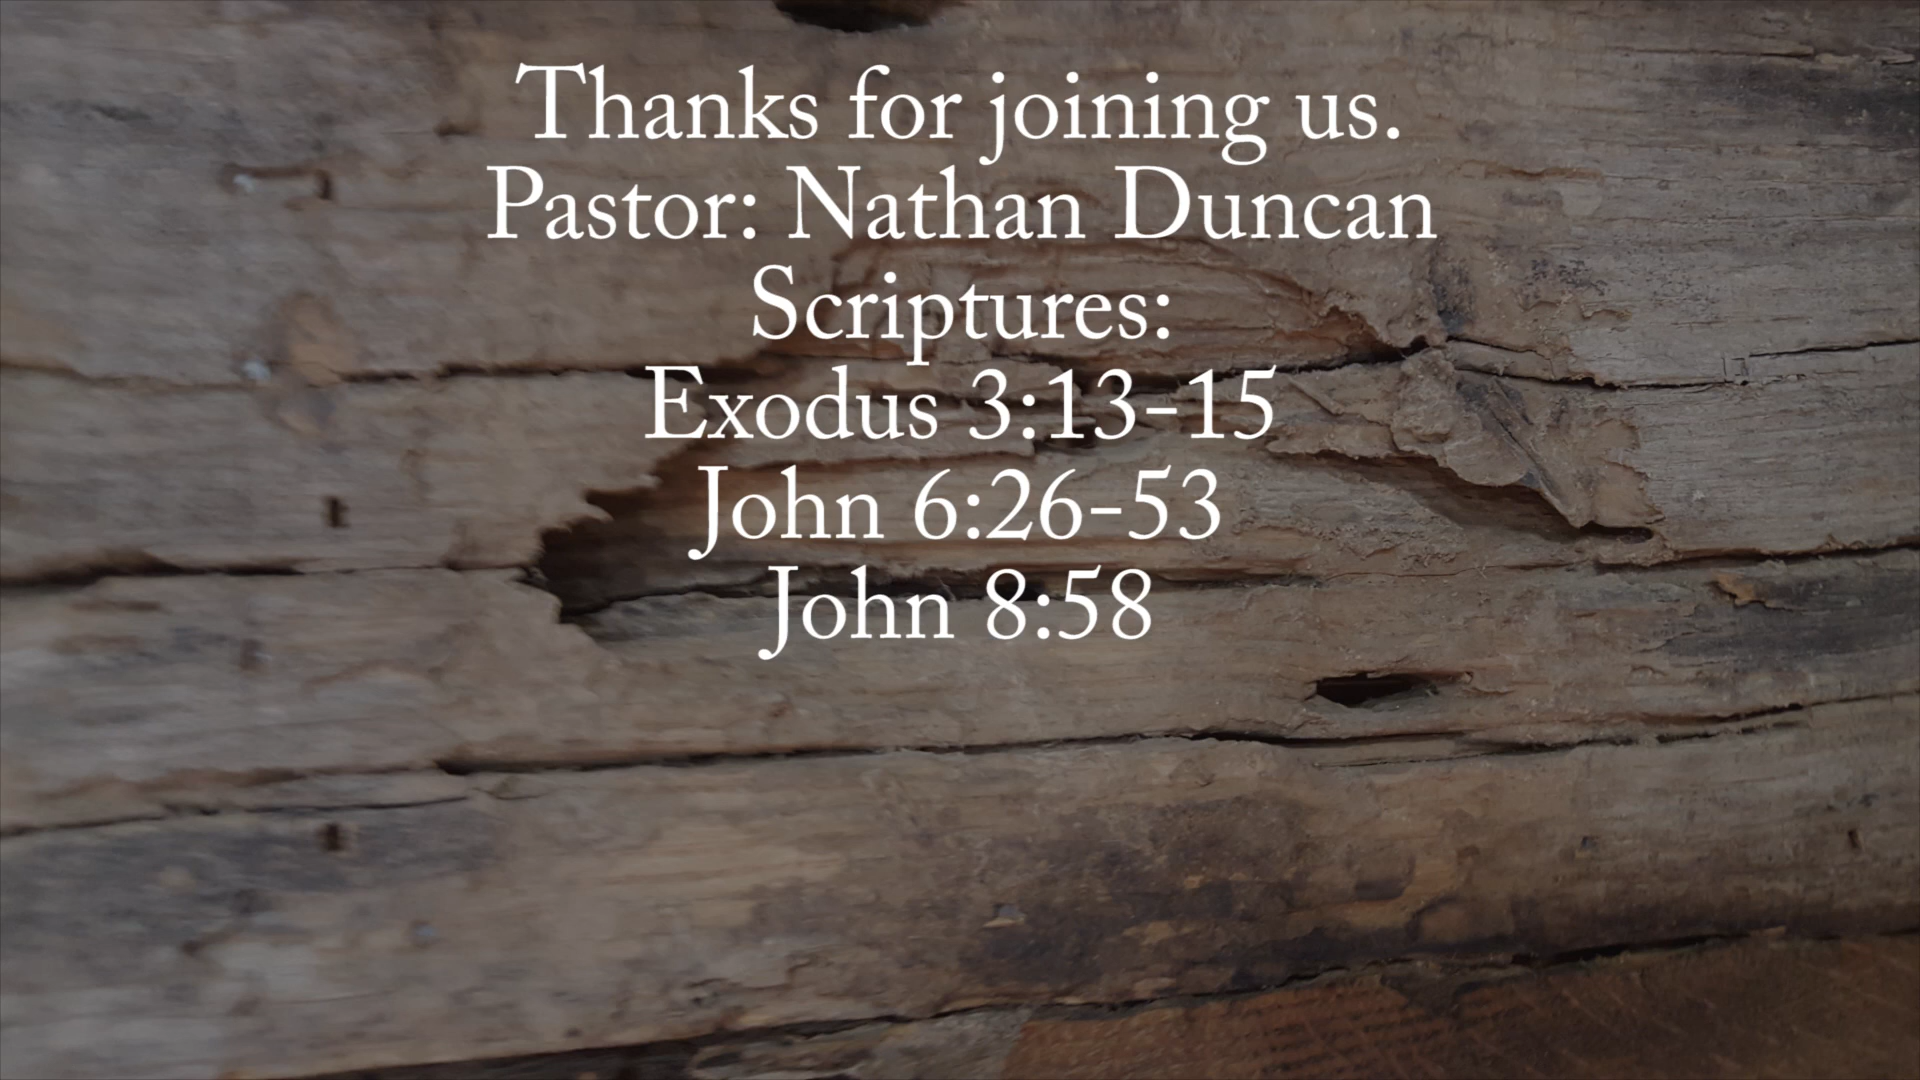 Thanks for joining us.
Pastor: Nathan Duncan
Scriptures:
Exodus 3:13-15
John 6:26-53
John 8:58